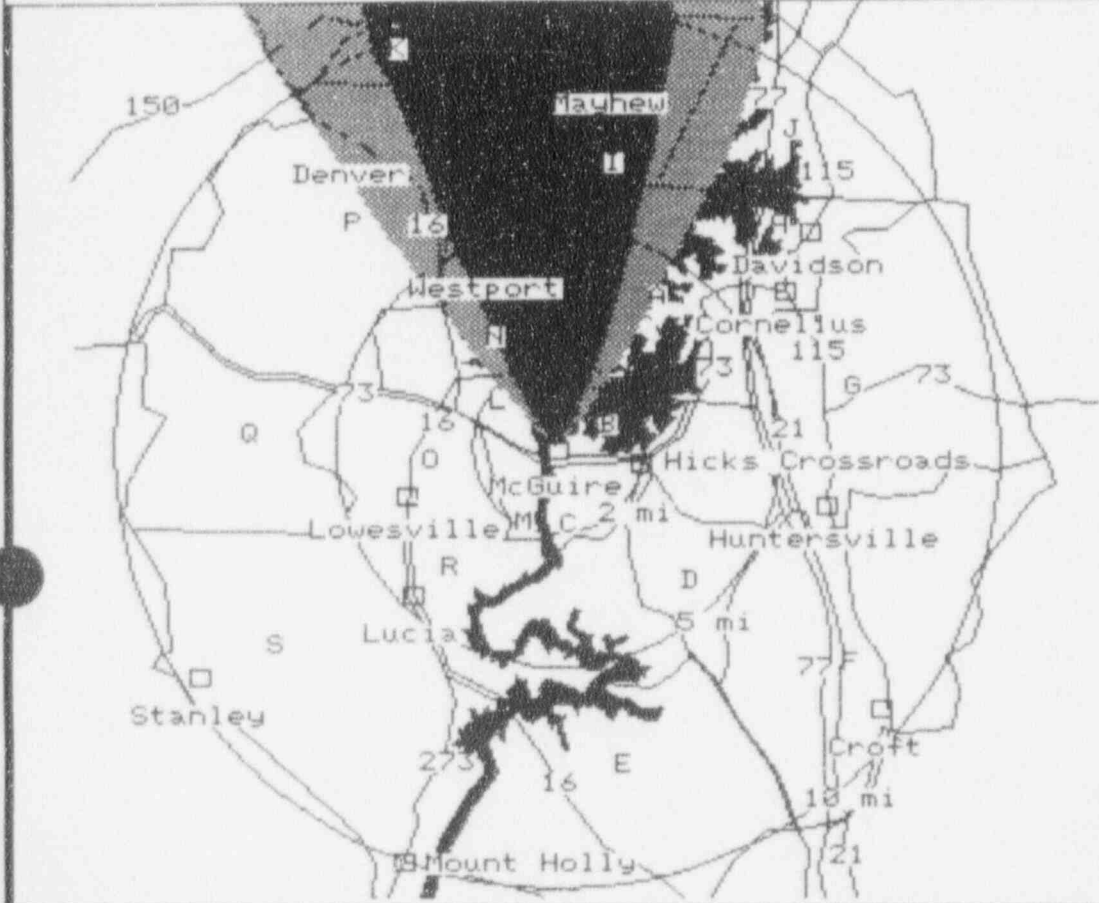 K
150
Mayhew
77
J
I
Denver
115
P
16
H
Davidson
Westport
A
Cornelius
N
115
73
73
G
73
L
16
B
21
Q
O
Hicks Crossroads
McGuire
2 mi
Lowesville
M
C
Huntersville
R
D
5 mi
Lucia
S
77
F
Stanley
Croft
273
16
E
10 mi
21
Mount Holly